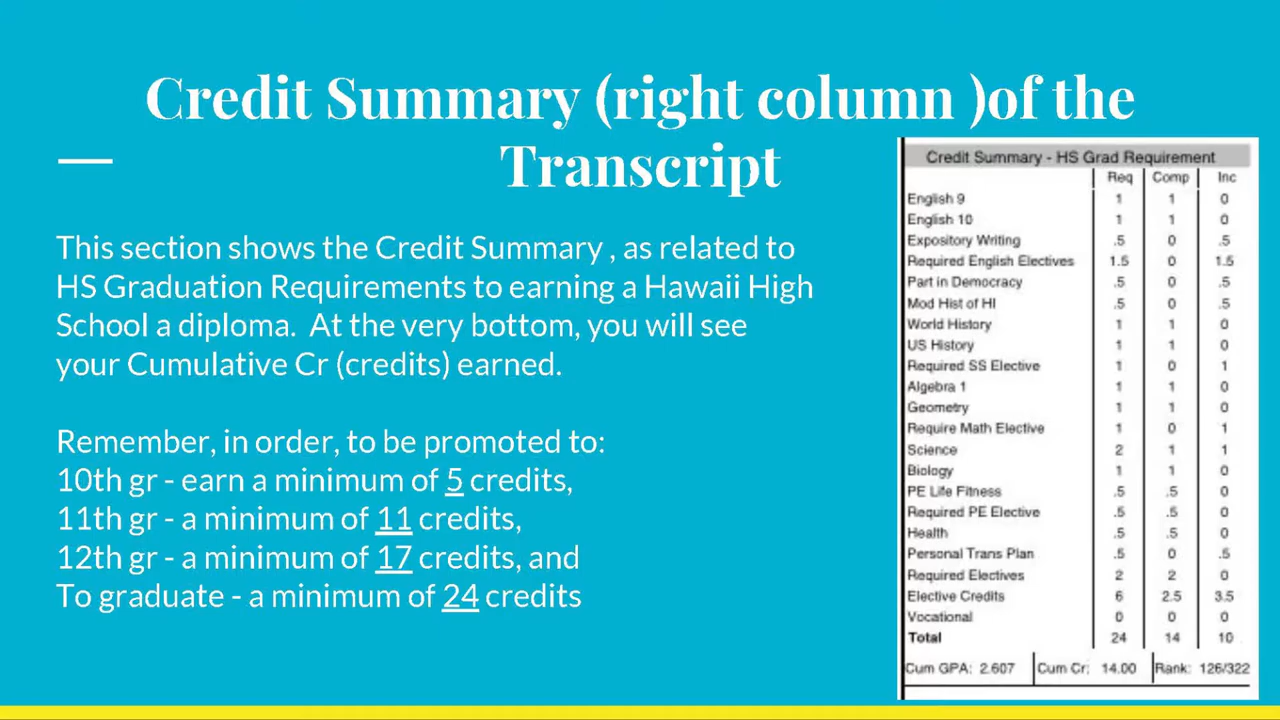 Credit Summary (right column )of the
Transcript
This section shows the Credit Summary , as related to
HS Graduation Requirements to earning a Hawaii High
School a diploma. At the very bottom, you will see
your Cumulative Cr (credits) earned.
Remember, in order, to be promoted to:
10th gr - earn a minimum of 5 credits,
11th gr - a minimum of 11 credits,
12th gr - a minimum of 17 credits, and
To graduate - a minimum of 24 credits
Credit Summary - HS Grad Requirement
Req Comp Inc
English 9 1 1 0
English 10 1 1 0
Expository Writing .5 0 .5
Required English Electives 1.5 0 1.5
Part in Democracy .5 0 .5
Mod Hist of HI .5 0 .5
World History 1 1 0
US History 1 1 0
Required SS Elective 1 0 1
Algebra 1 1 1 0
Geometry 1 1 0
Require Math Elective 1 0 1
Science 2 1 1
Biology 1 1 0
PE Life Fitness .5 .5 0
Required PE Elective .5 .5 0
Health .5 .5 0
Personal Trans Plan .5 0 .5
Required Electives 2 2 0
Elective Credits 6 2.5 3.5
Vocational 0 0 0
Total 24 14 10
Cum GPA: 2.607 Cum Cr: 14.00 Rank: 126/322